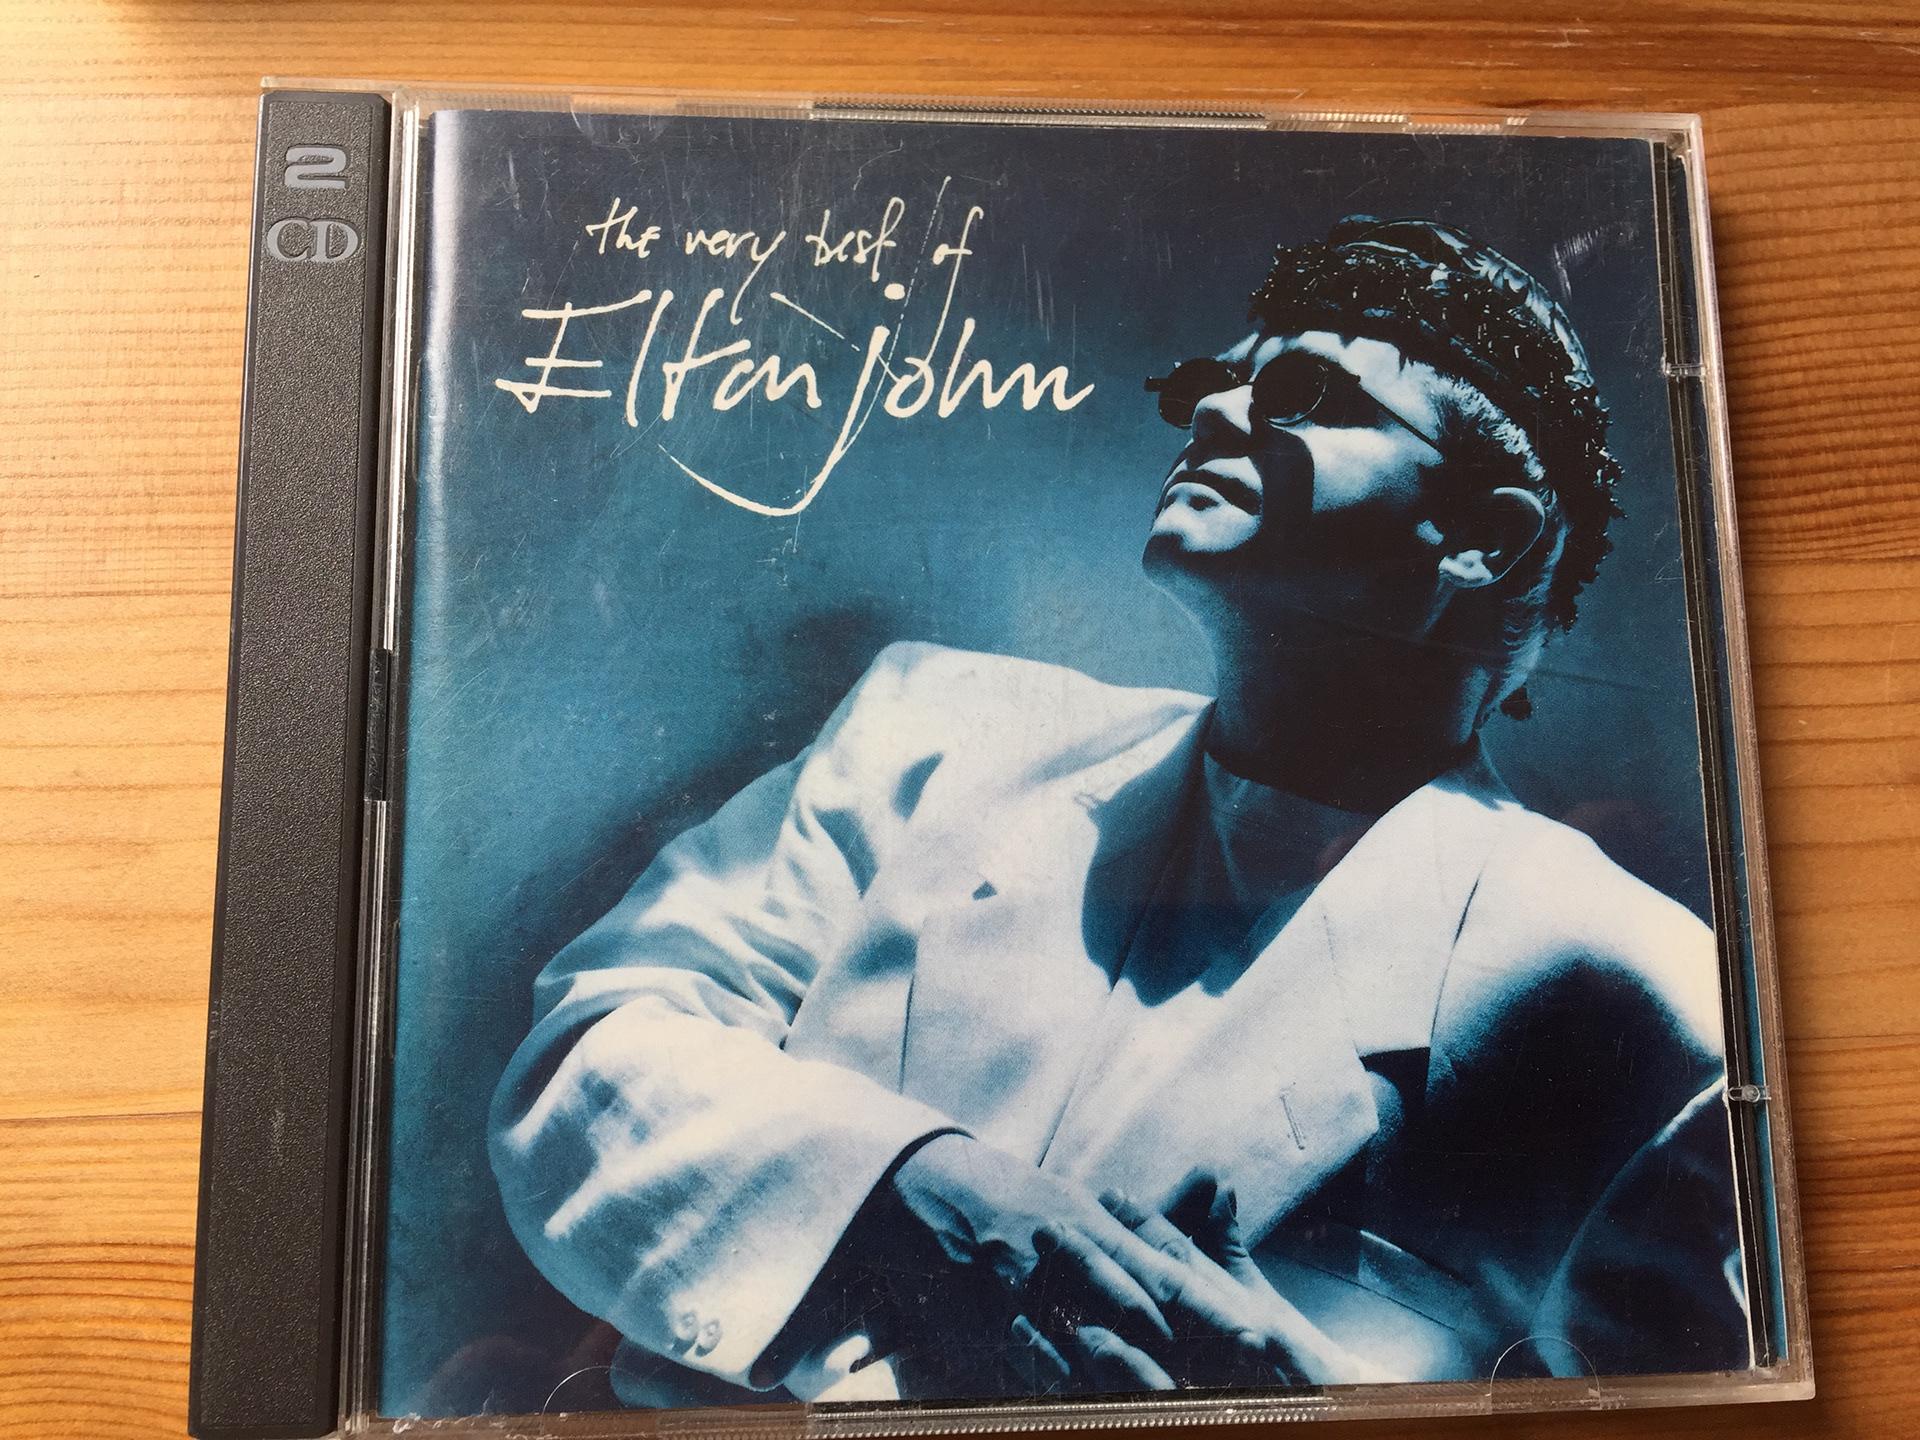 2
CD
the very best of
Elton john